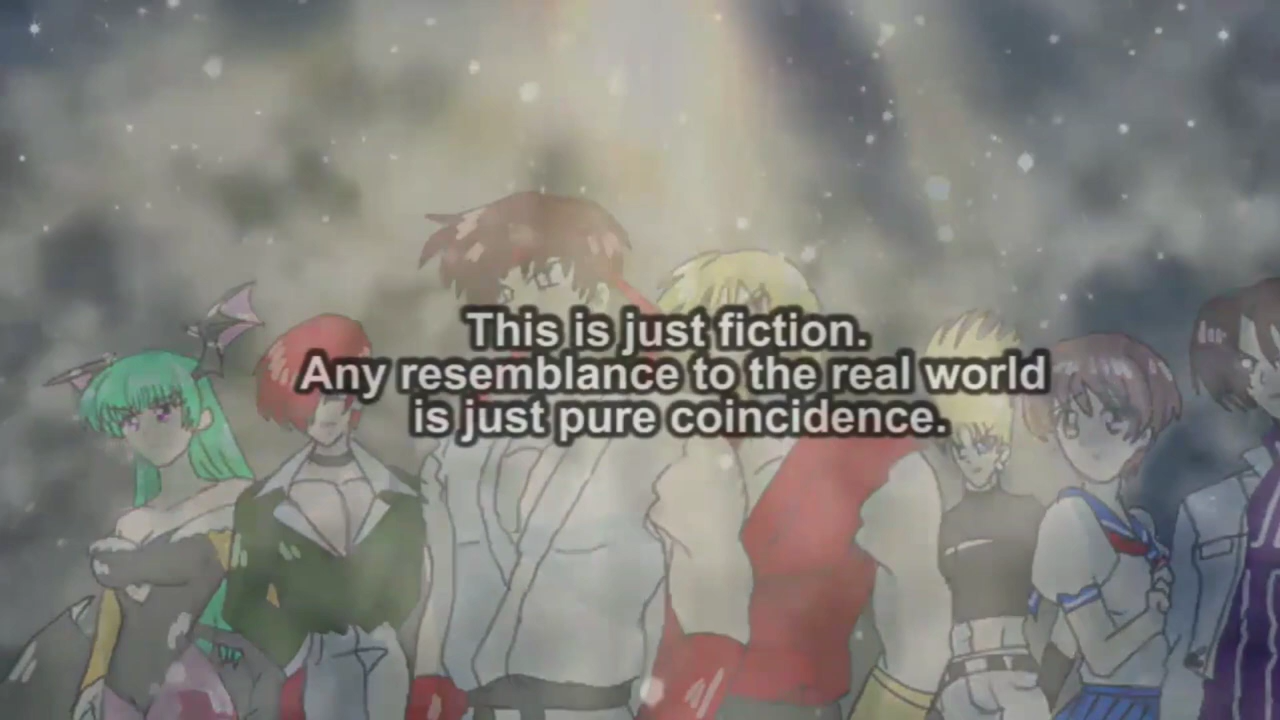 This is just fiction.
Any resemblance to the real world
is just pure coincidence.